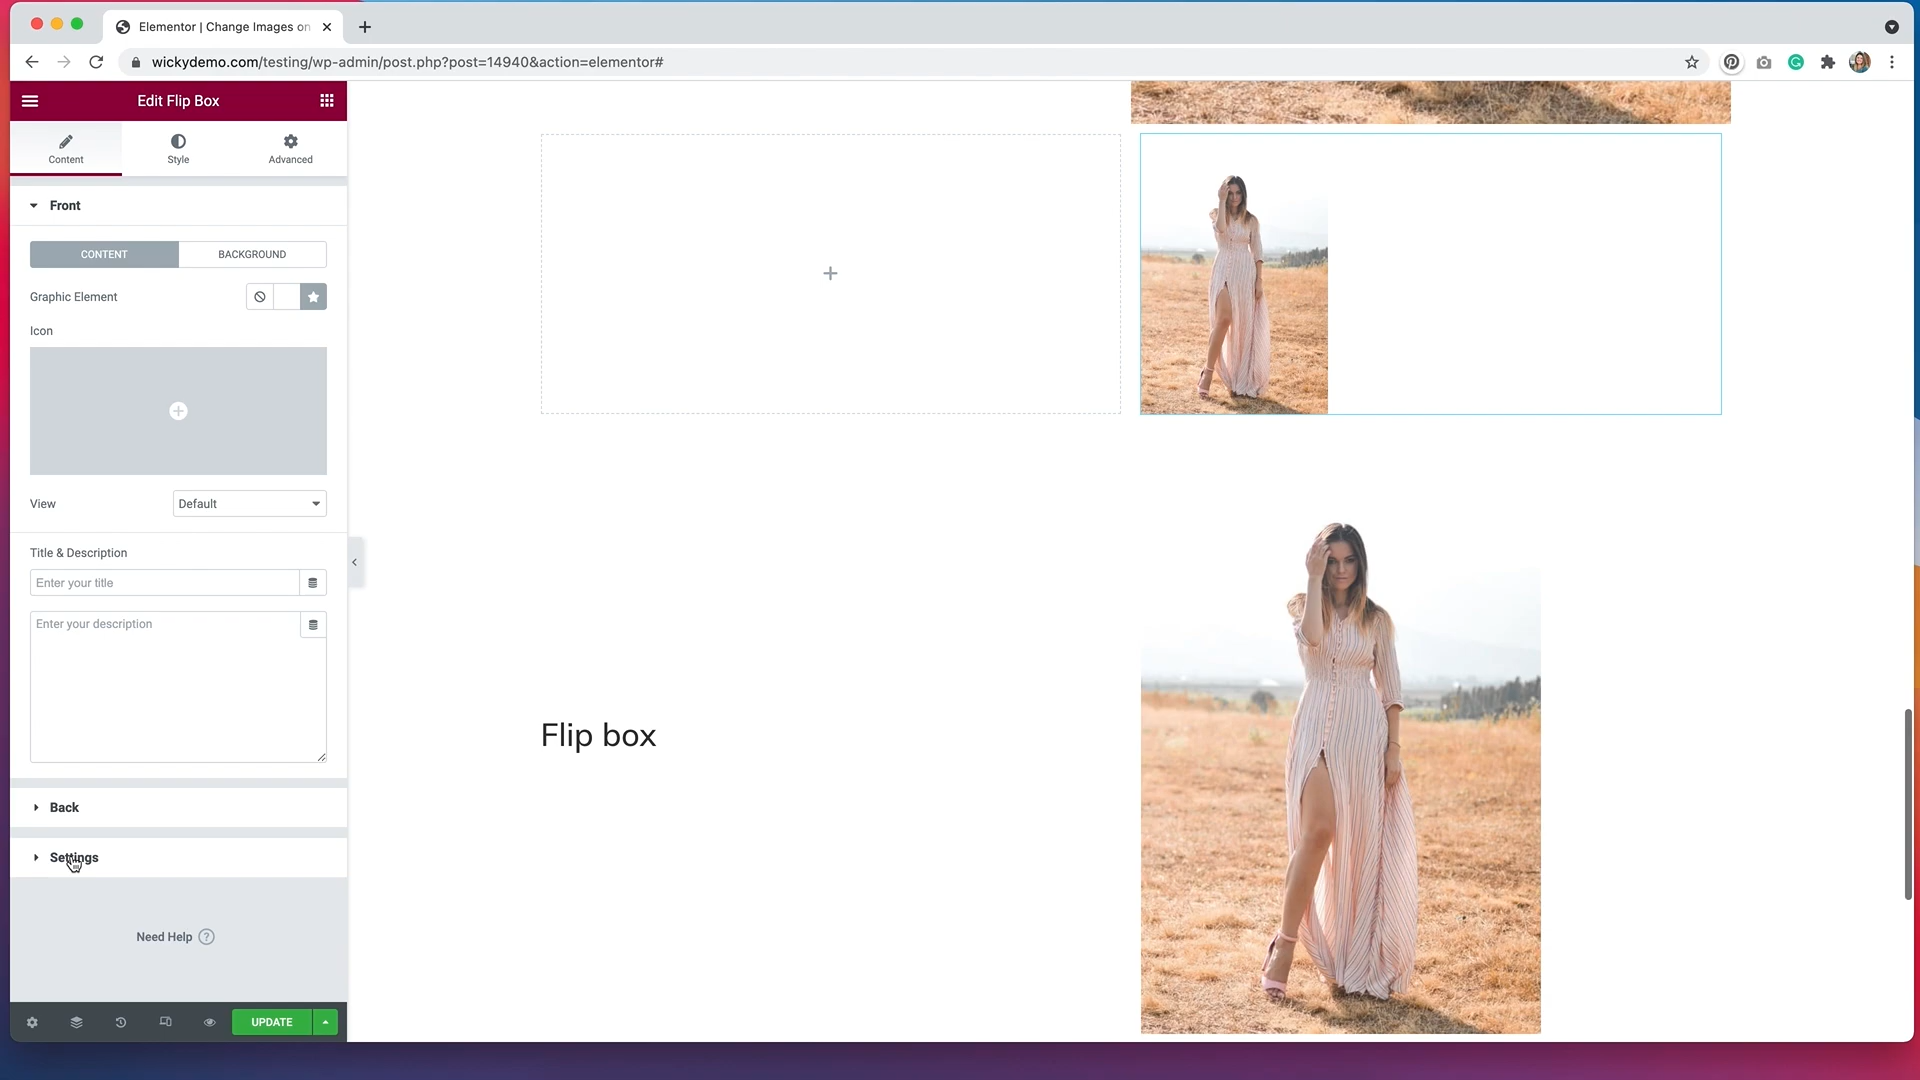 Elementor | Change Images on
wickydemo.com/testing/wp-admin/post.php?post=14940&action=elementor#
Edit Flip Box
Content
Style
Advanced
Front
CONTENT
BACKGROUND
Graphic Element
Icon
View
Default
Title & Description
Enter your title
Enter your description
Back
Settings
Need Help ?
UPDATE
Flip box